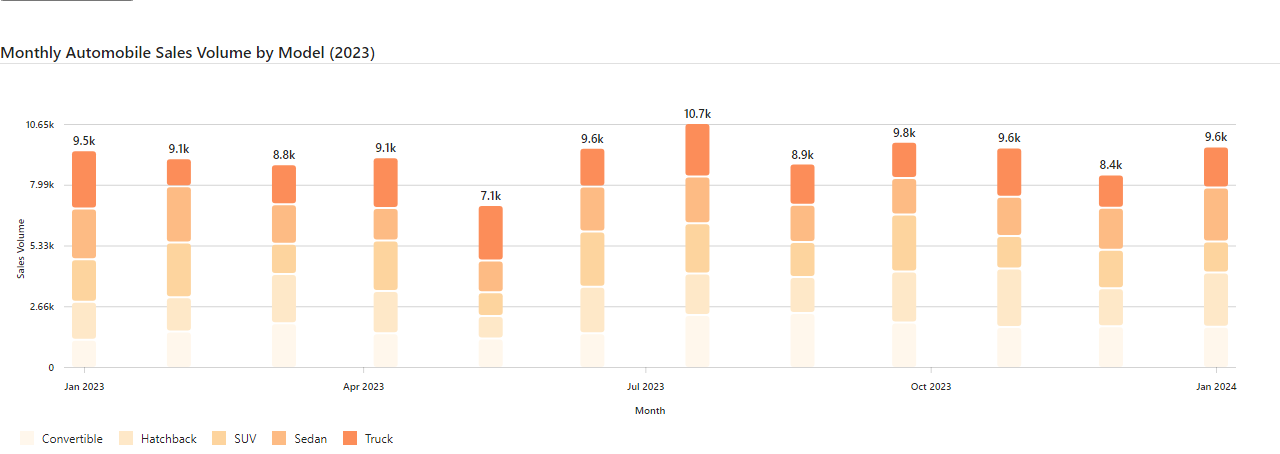 Monthly Automobile Sales Volume by Model (2023)
10.7k
10.65k
9.5k 9.1k 8.8k 9.1k 7.1k 9.6k 8.9k 9.8k 9.6k 8.4k 9.6k
7.99k
5.33k
2.66k
0
Sales Volume
Jan 2023 Apr 2023 Jul 2023 Oct 2023 Jan 2024
Month
Convertible Hatchback SUV Sedan Truck